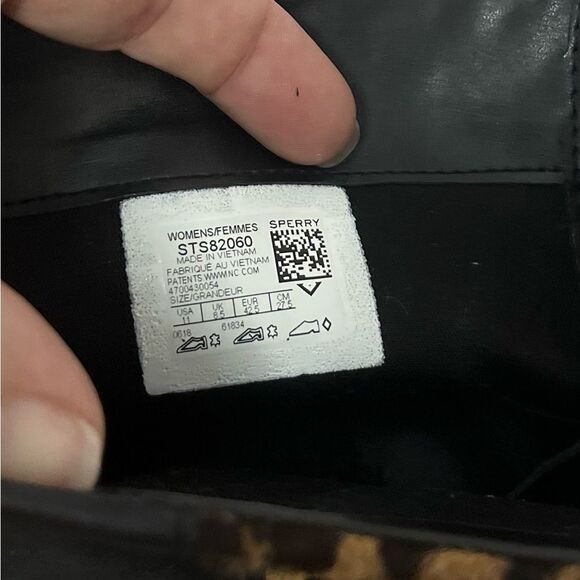 WOMENS/FEMMES SPERRY
STS82060
MADE IN VIETNAM
FABRIQUÉ AU VIETNAM
PATENTS WWW.WNC.COM
4700430054
SIZE/GRANDEUR
USA UK EUR CM
11 8.5 42.5 27.5
0618 61834